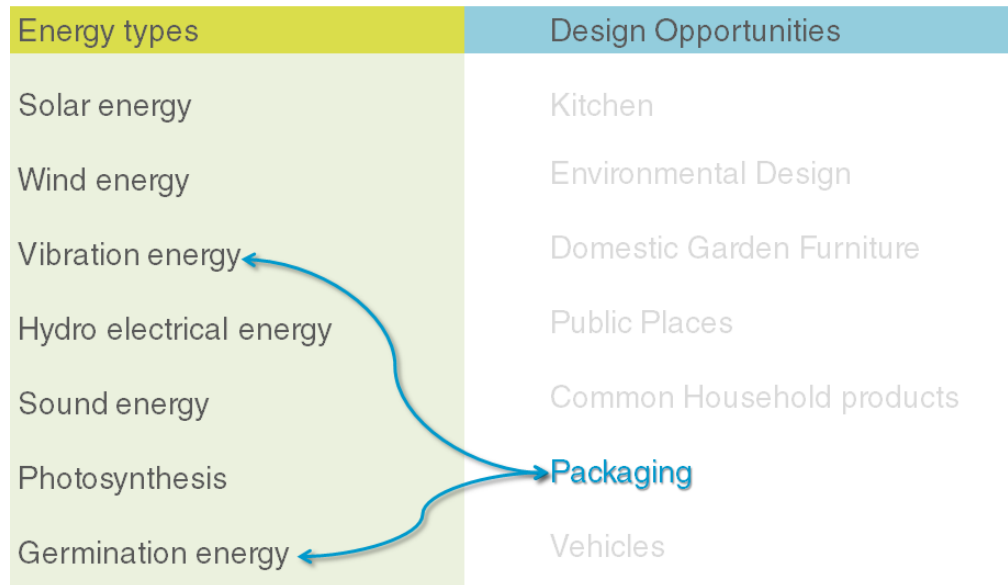 Energy types
Design Opportunities
Solar energy
Kitchen
Wind energy
Environmental Design
Vibration energy
Domestic Garden Furniture
Hydro electrical energy
Public Places
Sound energy
Common Household products
Photosynthesis
Packaging
Germination energy
Vehicles